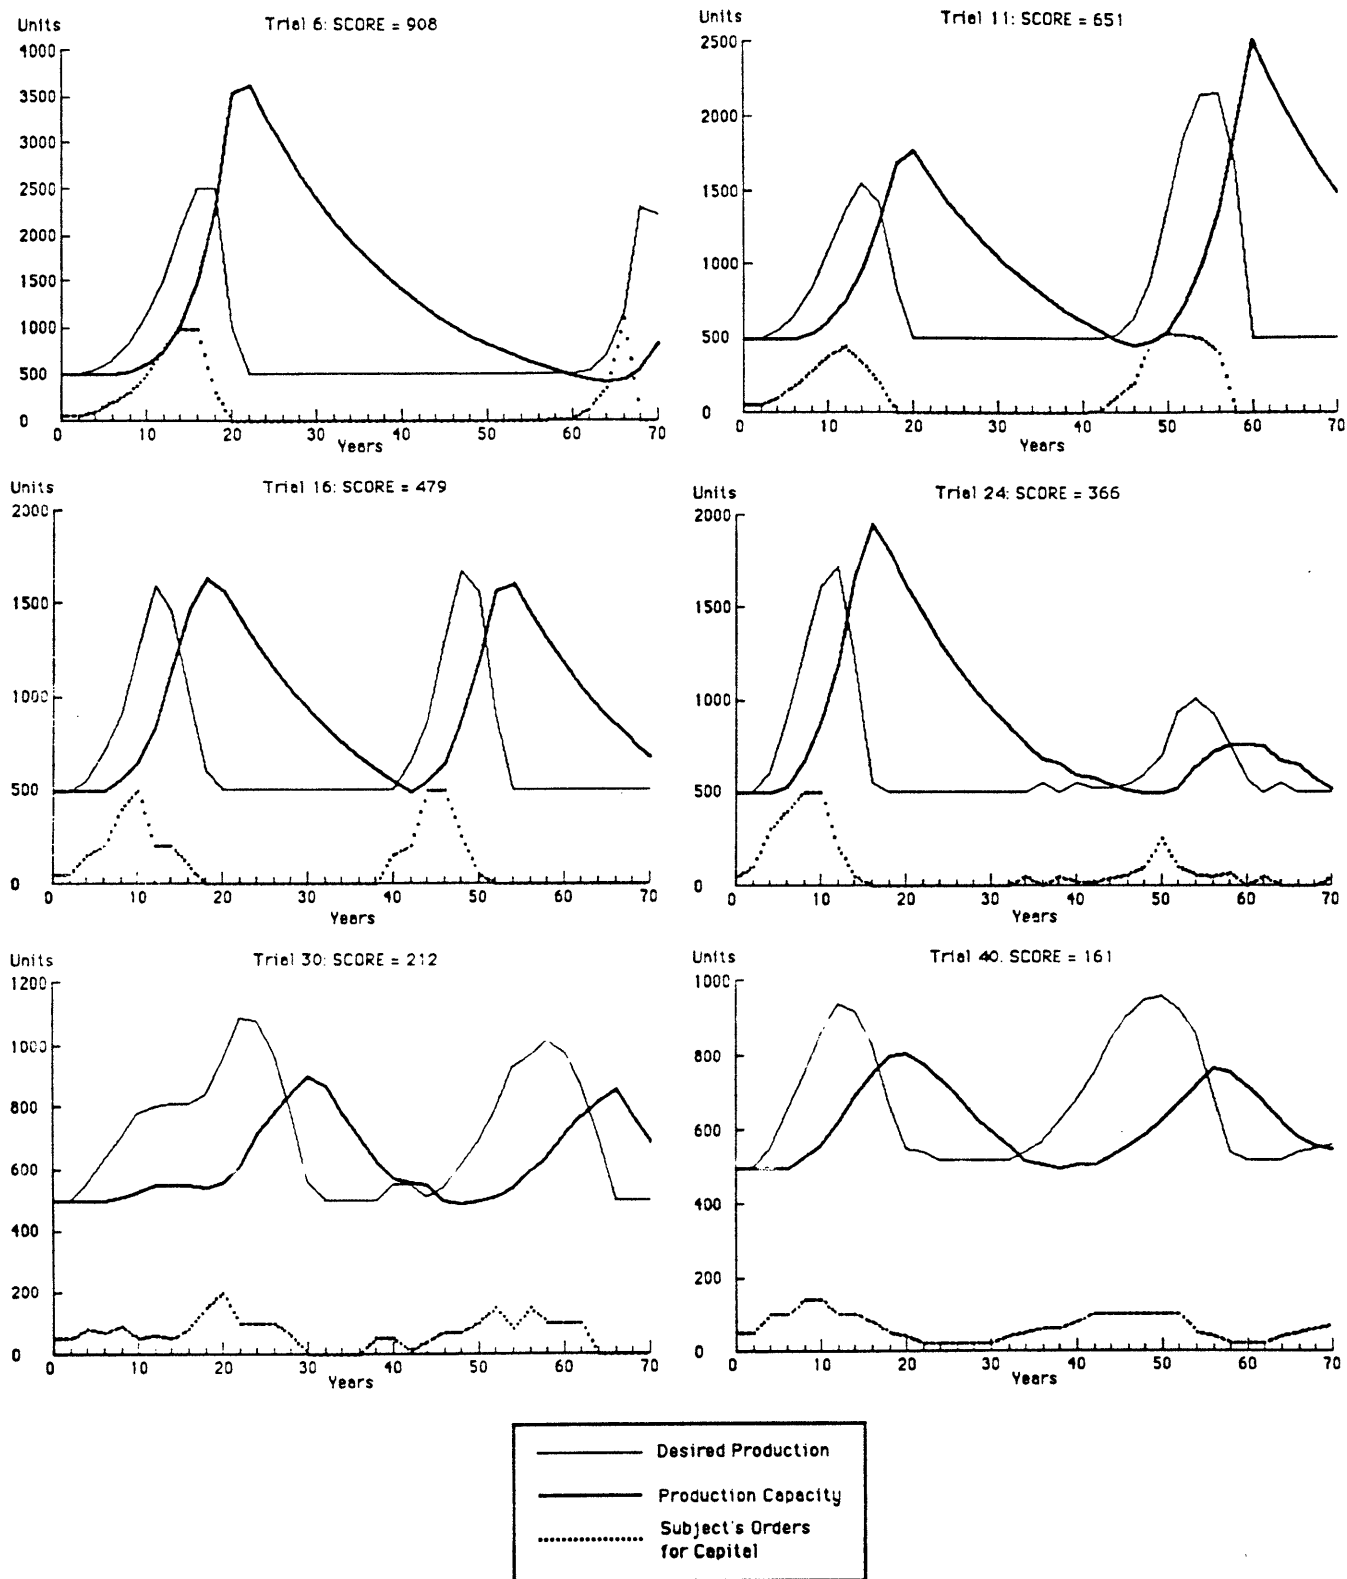 Units
Trial 6: SCORE = 908
4000
3500
3000
2500
2000
1500
1000
500
0
0 10 20 30 40 50 60 70
Years
Units
Trial 11: SCORE = 651
2500
2000
1500
1000
500
0
0 10 20 30 40 50 60 70
Years
Units
Trial 16: SCORE = 479
2000
1500
1000
500
0
0 10 20 30 40 50 60 70
Years
Units
Trial 24: SCORE = 366
2000
1500
1000
500
0
0 10 20 30 40 50 60 70
Years
Units
Trial 30: SCORE = 212
1200
1000
800
600
400
200
0
0 10 20 30 40 50 60 70
Years
Units
Trial 40. SCORE = 161
1000
800
600
400
200
0
0 10 20 30 40 50 60 70
Years
Desired Production
Production Capacity
Subject's Orders
for Capital